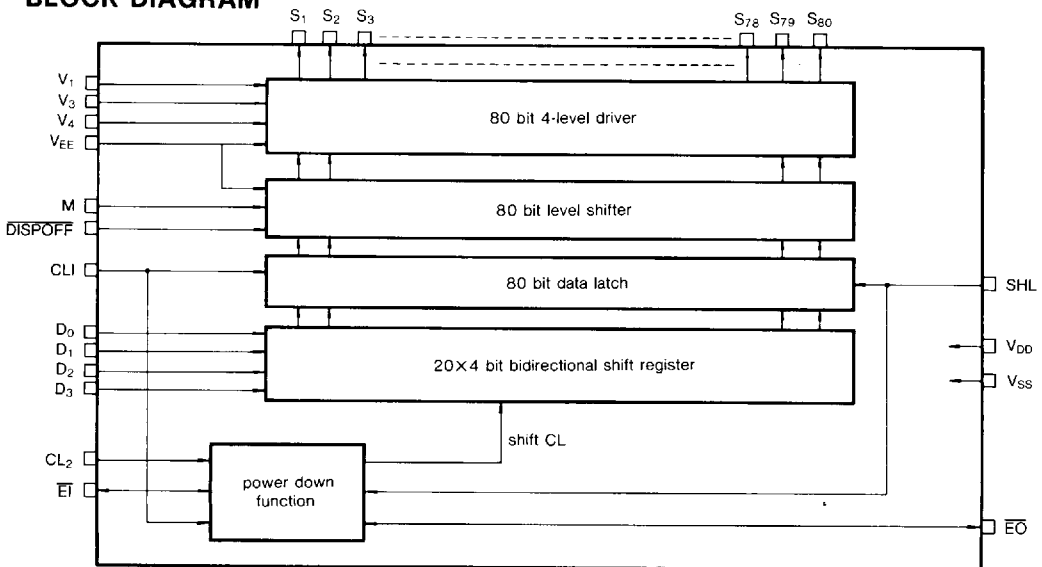 BLOCK DIAGRAM
S1 S2 S3 S78 S79 S80
V1
V3
V4
VEE
80 bit 4-level driver
M
80 bit level shifter
DISPOFF
CLI
80 bit data latch
SHL
D0
D1
D2
D3
20×4 bit bidirectional shift register
VDD
VSS
shift CL
CL2
EI
power down
function
EO